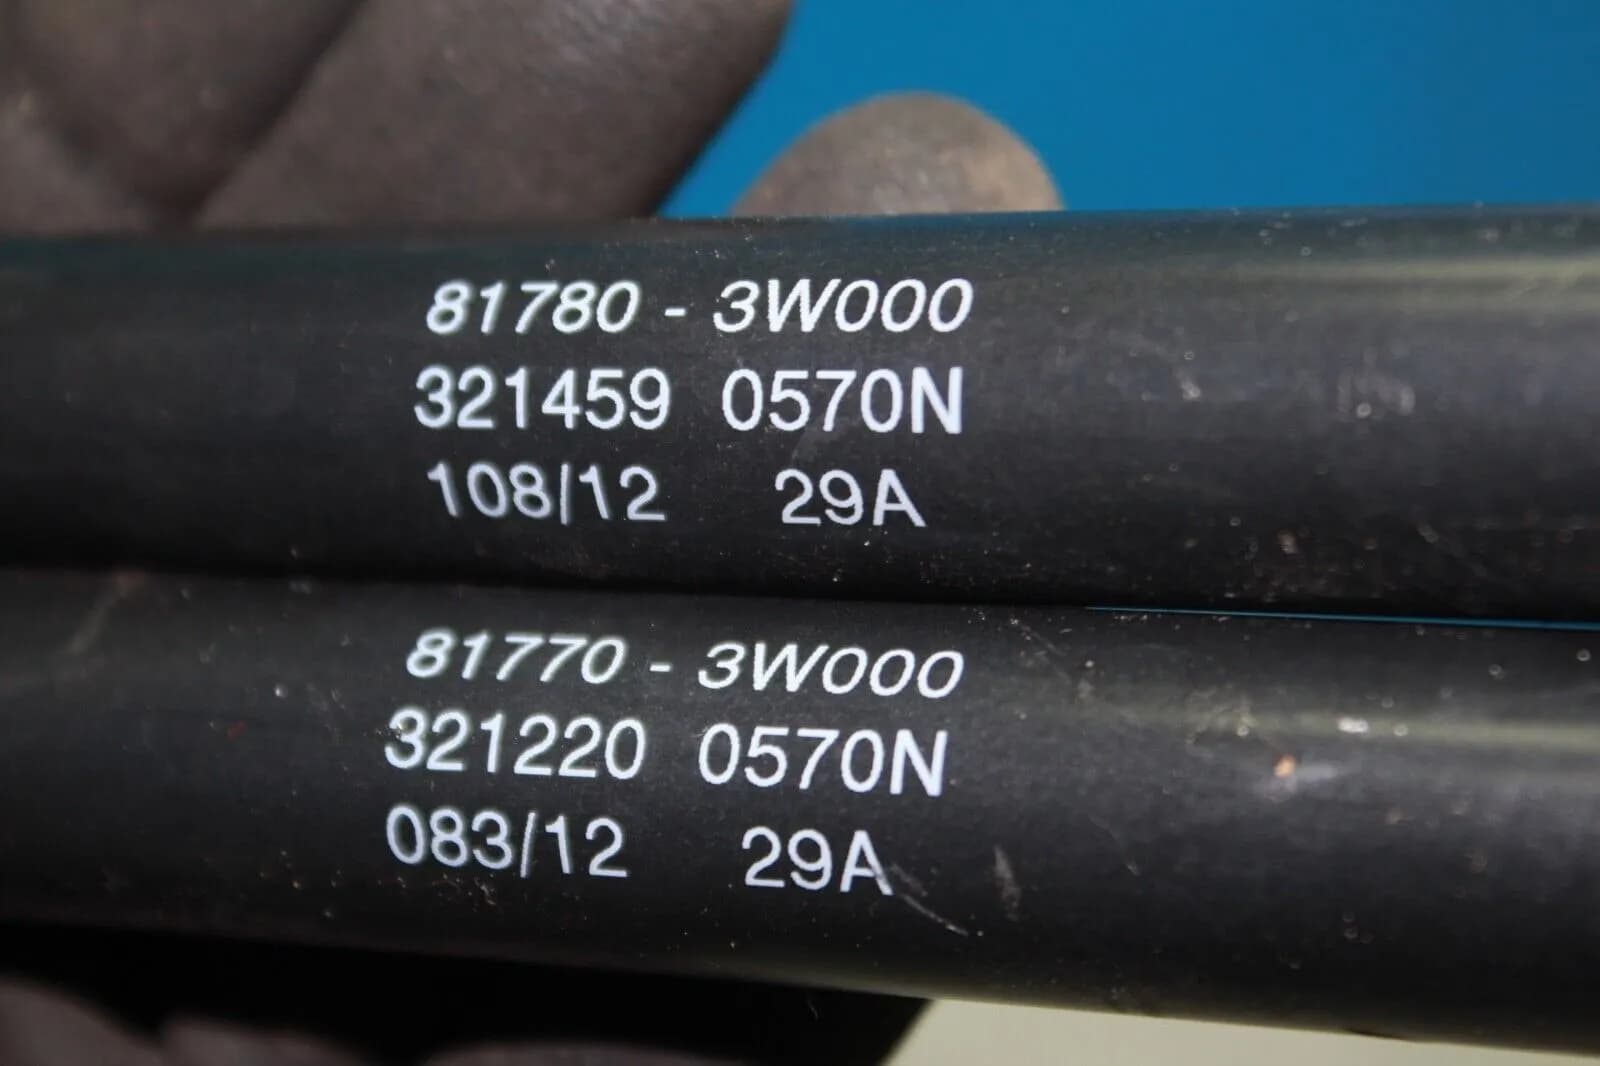 81780 - 3W000
321459 0570N
108/12 29A
81770 - 3W000
321220 0570N
083/12 29A